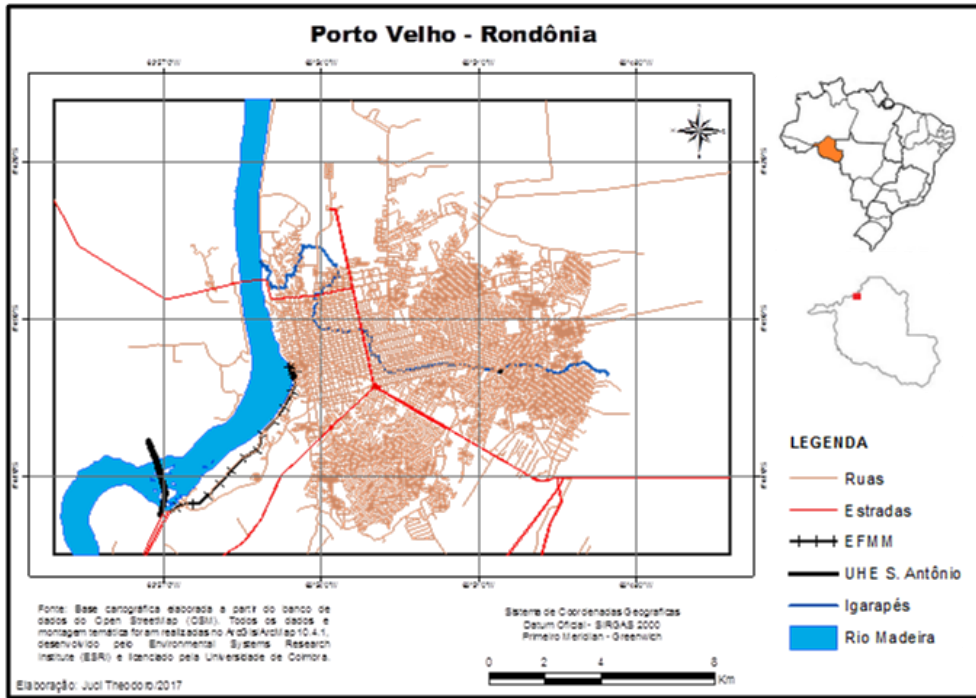 Porto Velho - Rondônia
LEGENDA
Ruas
Estradas
EFMM
UHE S. Antônio
Igarapés
Rio Madeira
Fonte: Base cartográfica elaborada a partir do banco de
dados do Open StreetMap (OSM). Todos os dados e
montagem temática foram realizadas no ArcGis/ArcMap 10.4.1,
desenvolvido pelo Environmental Systems Research
Institute (ESRI) e licenciado pela Universidade de Coimbra.
Sistema de Coordenadas Geográficas
Datum Oficial - SIRGAS 2000
Primeiro Meridian - Greenwich
0 2 4 8
Km
Elaboração: Juci Theodoro/2017